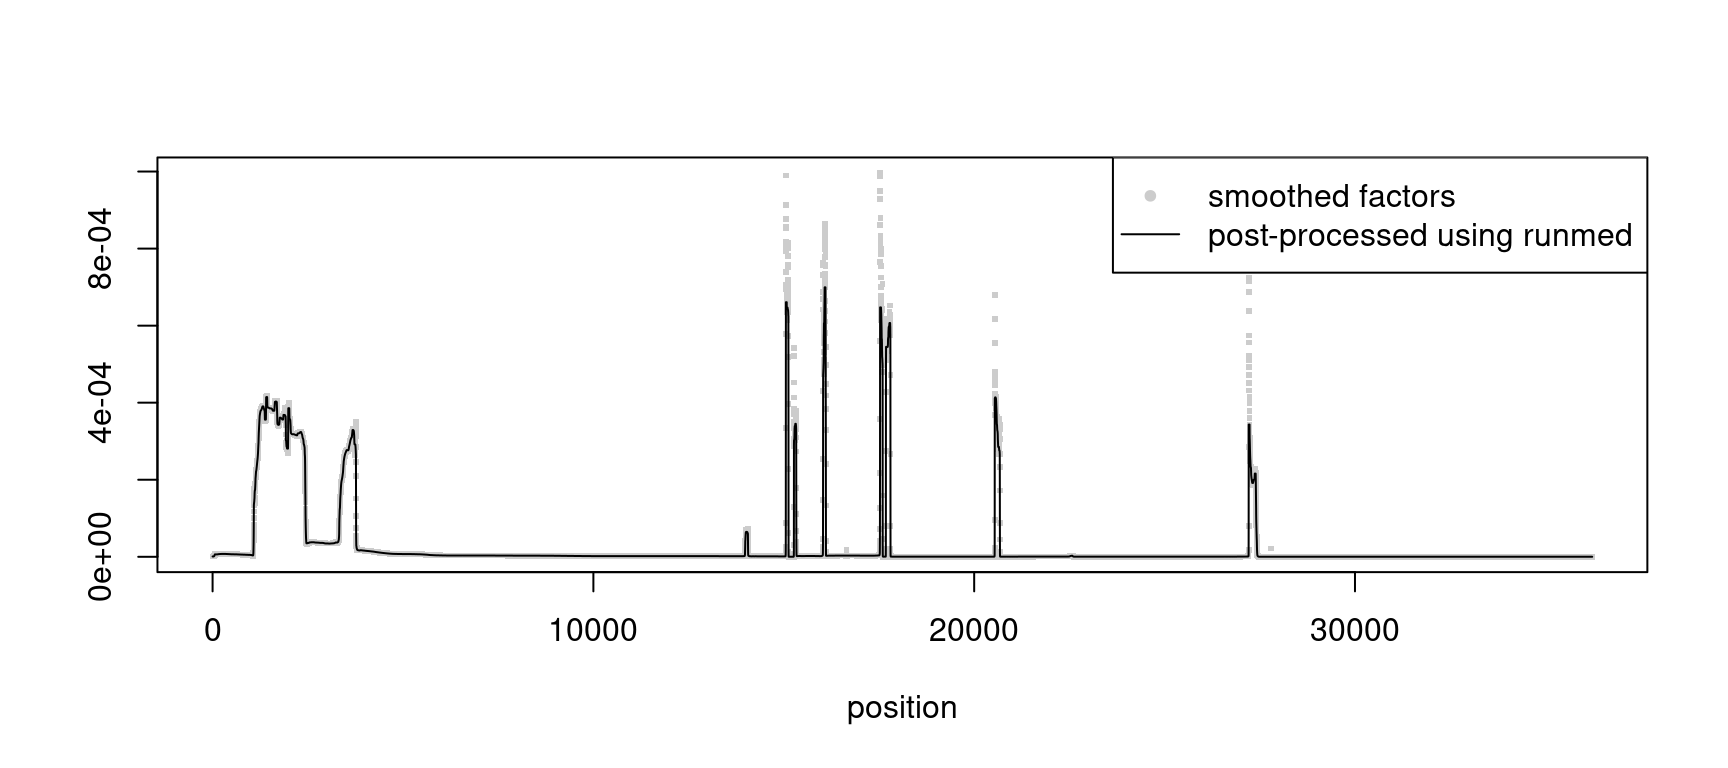 smoothed factors
post-processed using runmed
8e-04
4e-04
0e+00
0 10000 20000 30000
position